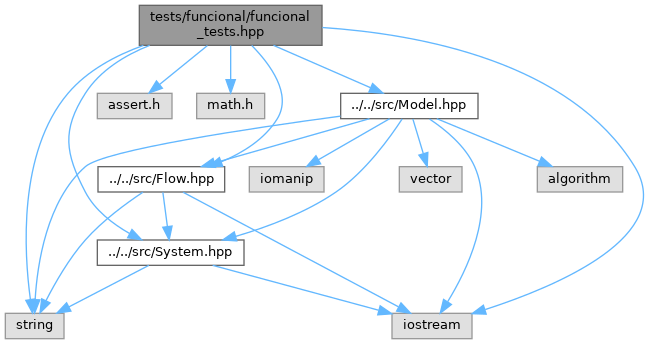 tests/funcional/funcional
_tests.hpp
assert.h
math.h
../../src/Model.hpp
../../src/Flow.hpp
iomanip
vector
algorithm
../../src/System.hpp
string
iostream